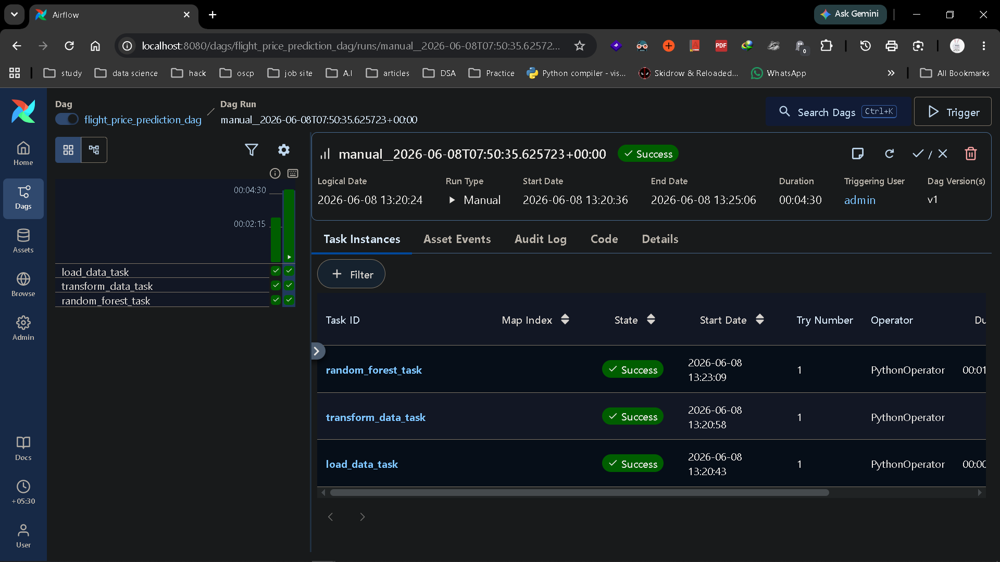 Airflow
Ask Gemini
localhost:8080/dags/flight_price_prediction_dag/runs/manual__2026-06-08T07:50:35.62572...
PDF
0
study
data science
hack
oscp
job site
A.I
articles
DSA
Practice
Python compiler - vis...
Skidrow & Reloaded...
WhatsApp
All Bookmarks
Dag
flight_price_prediction_dag
Dag Run
manual__2026-06-08T07:50:35.625723+00:00
Search Dags Ctrl+K
Trigger
Home
Dags
Assets
Browse
Admin
Docs
+05:30
User
00:04:30
00:02:15
load_data_task
transform_data_task
random_forest_task
manual__2026-06-08T07:50:35.625723+00:00
Success
/
Logical Date Run Type Start Date End Date Duration Triggering User Dag Version(s)
2026-06-08 13:20:24 Manual 2026-06-08 13:20:36 2026-06-08 13:25:06 00:04:30 admin v1
Task Instances Asset Events Audit Log Code Details
+ Filter
Task ID Map Index State Start Date Try Number Operator Du
random_forest_task Success 2026-06-08 13:23:09 1 PythonOperator 00:01
transform_data_task Success 2026-06-08 13:20:58 1 PythonOperator
load_data_task Success 2026-06-08 13:20:43 1 PythonOperator 00:00